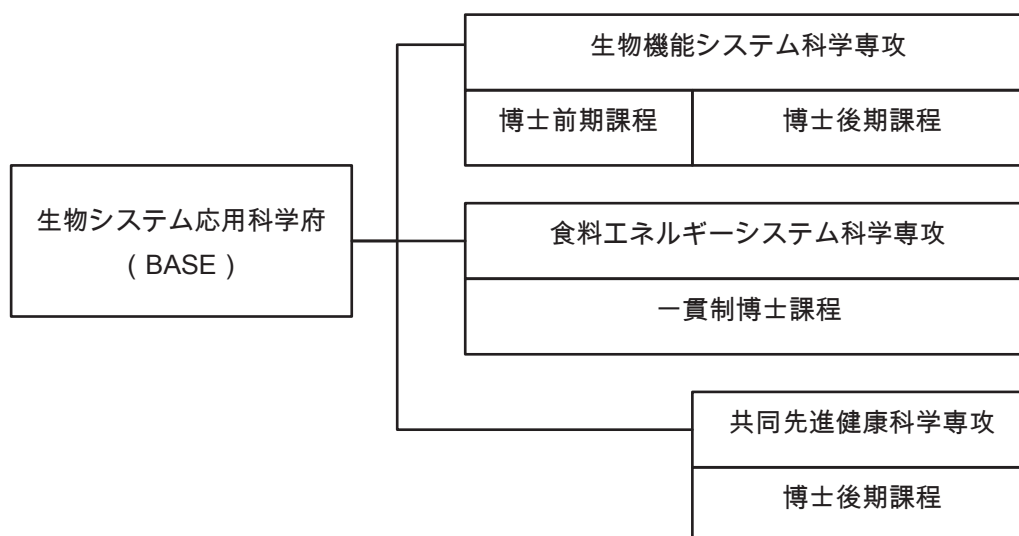 生物機能システム科学専攻
博士前期課程
博士後期課程
生物システム応用科学府
( BASE )
食料エネルギーシステム科学専攻
一貫制博士課程
共同先進健康科学専攻
博士後期課程